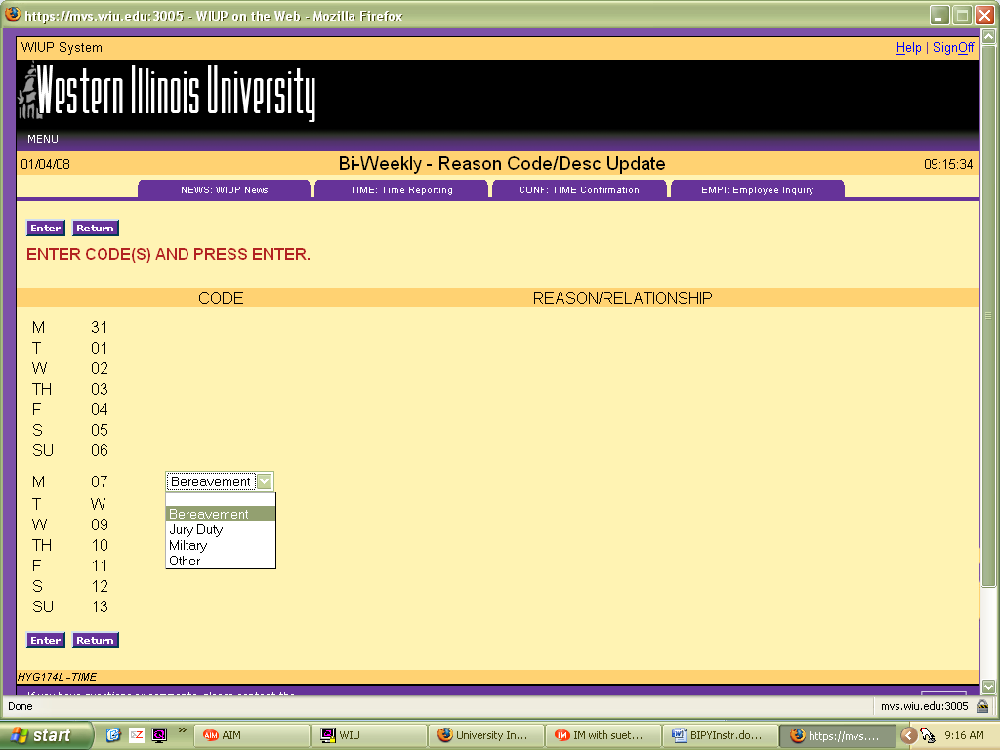 https://mvs.wiu.edu:3005 - WIUP on the Web - Mozilla Firefox
WIUP System Help | SignOff
Western Illinois University
MENU
01/04/08 Bi-Weekly - Reason Code/Desc Update 09:15:34
NEWS: WIUP News TIME: Time Reporting CONF: TIME Confirmation EMPI: Employee Inquiry
Enter Return
ENTER CODE(S) AND PRESS ENTER.
CODE REASON/RELATIONSHIP
M 31
T 01
W 02
TH 03
F 04
S 05
SU 06
M 07 Bereavement
T W
Bereavement
W 09 Jury Duty
TH 10 Miltary
F 11 Other
S 12
SU 13
Enter Return
HYG174L-TIME
If you have questions or comments, please contact the
Done mvs.wiu.edu:3005
start AIM WIU University In... IM with suet... BIPYInstr.do... https://mvs.... 9:16 AM